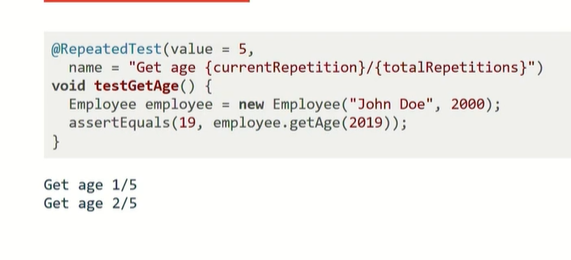 @RepeatedTest(value = 5,
name = "Get age {currentRepetition}/{totalRepetitions}")
void testGetAge() {
Employee employee = new Employee("John Doe", 2000);
assertEquals(19, employee.getAge(2019));
}
Get age 1/5
Get age 2/5